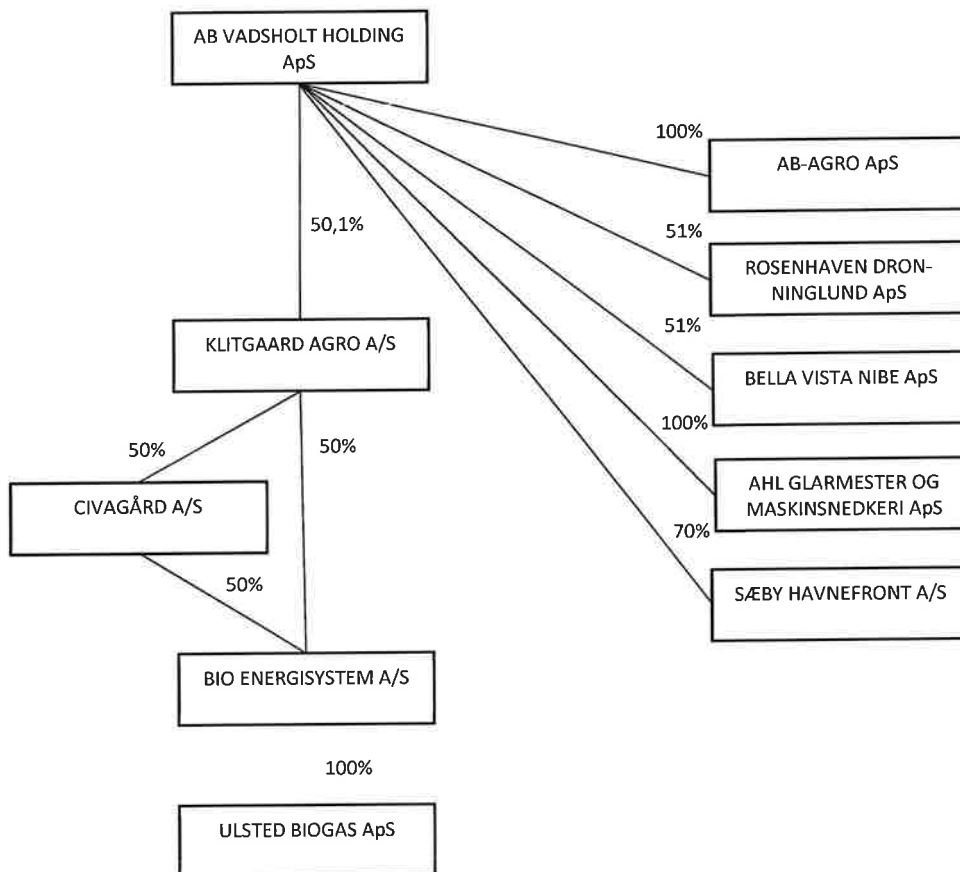 AB VADSHOLT HOLDING
ApS
100%
AB-AGRO ApS
50,1%
51%
ROSENHAVEN DRON-
NINGLUND ApS
51%
KLITGAARD AGRO A/S
BELLA VISTA NIBE ApS
100%
50%
50%
AHL GLARMESTER OG
MASKINSNEDKERI ApS
CIVAGÅRD A/S
70%
50%
SÆBY HAVNEFRONT A/S
BIO ENERGISYSTEM A/S
100%
ULSTED BIOGAS ApS